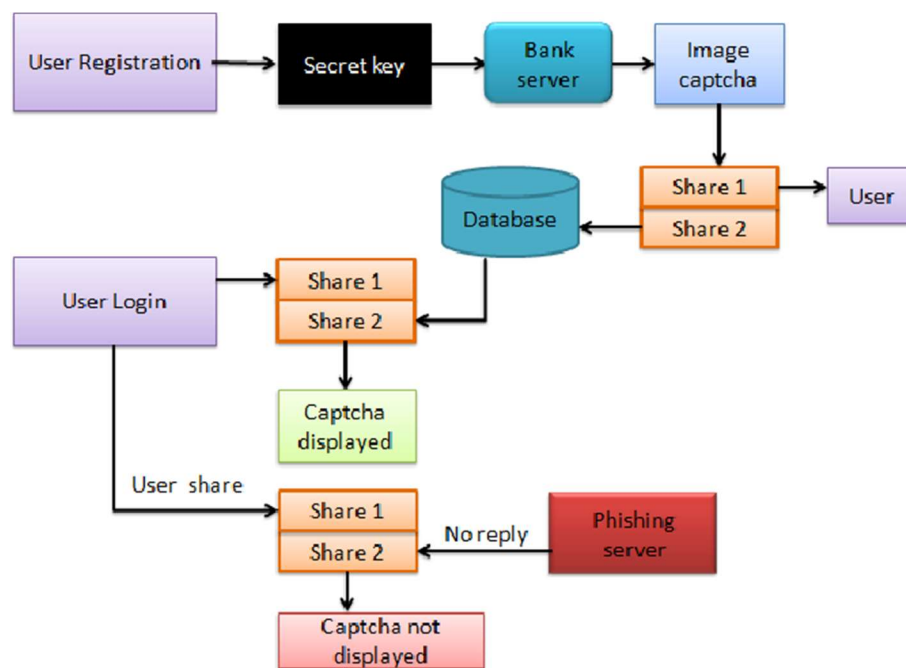 User Registration
Secret key
Bank
server
Image
captcha
Share 1
Share 2
User
Database
User Login
Share 1
Share 2
Captcha
displayed
User share
Share 1
Share 2
No reply
Phishing
server
Captcha not
displayed